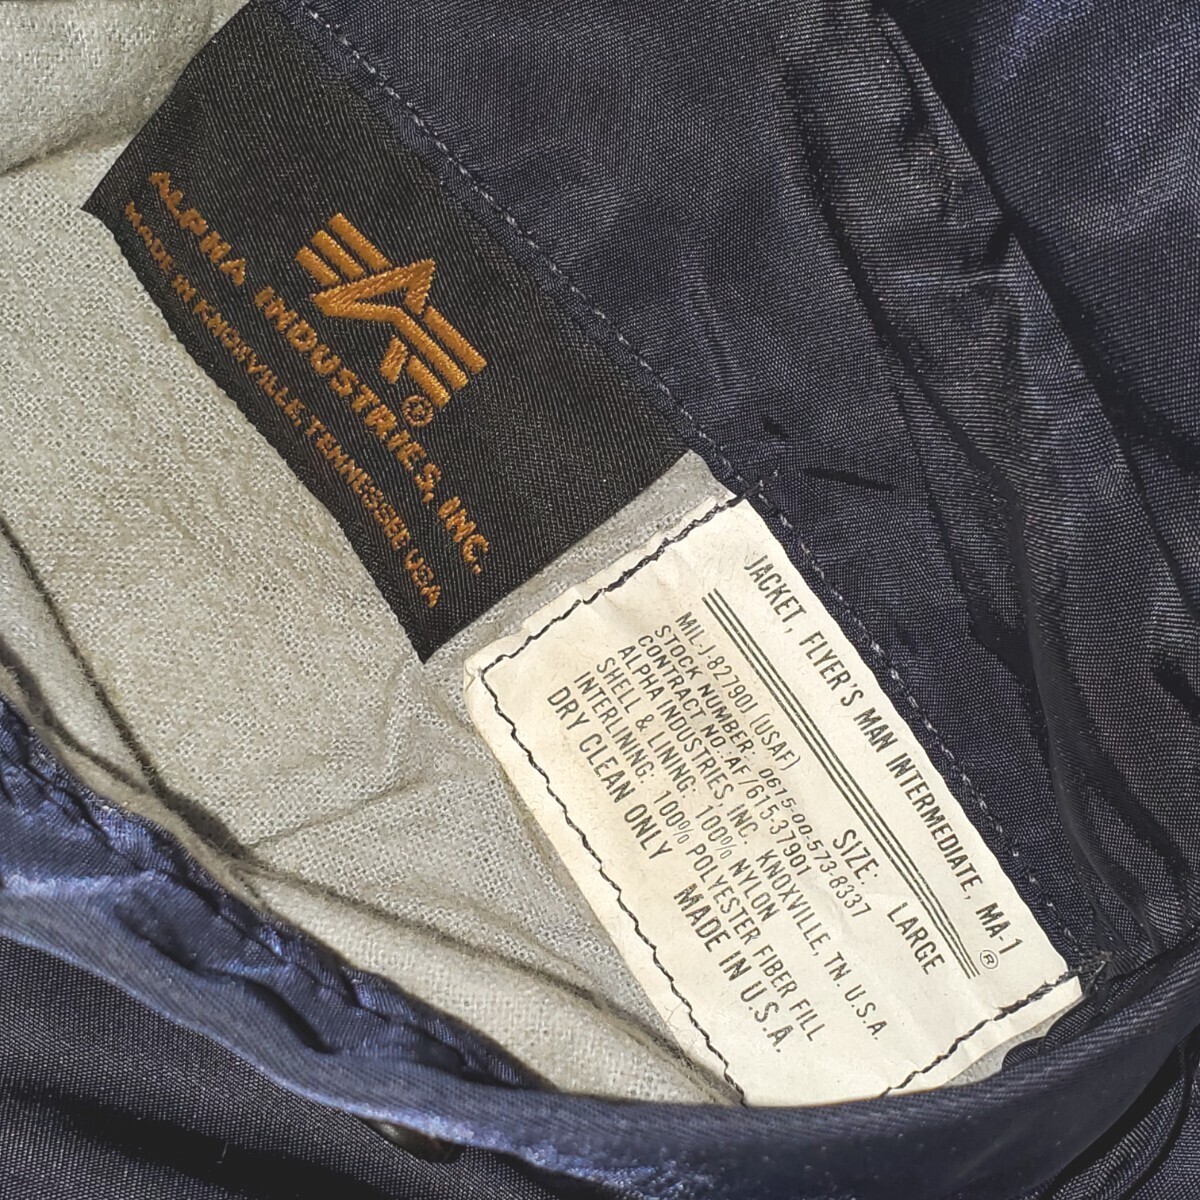 ALPHA INDUSTRIES, INC.
MADE IN KNOXVILLE, TENNESSEE USA
JACKET, FLYER'S MAN INTERMEDIATE, MA-1
®
SIZE: LARGE
MIL-J-82790I (USAF)
STOCK NUMBER: 0615-00-573-8337
CONTRACT NO. AF/615-37901
ALPHA INDUSTRIES, INC. KNOXVILLE, TN U.S.A.
SHELL & LINING: 100% NYLON
INTERLINING: 100% POLYESTER FIBER FILL
DRY CLEAN ONLY MADE IN U.S.A.